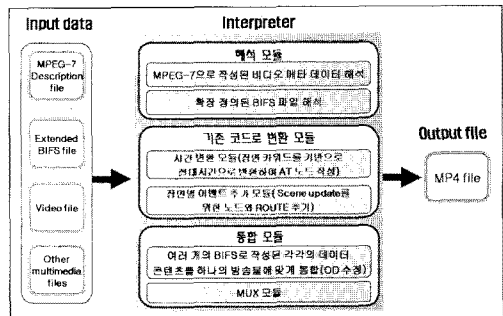 Input data
Interpreter
MPEG-7
Description
file
Extended
BIFS file
Video file
Other
multimedia
files
해석 모듈
MPEG-7으로 작성된 비디오 메타 데이터 해석
확장 정의된 BIFS 파일 해석
기존 코드로 변환 모듈
시간 변환 모듈(장면 키워드를 기반으로
절대시간으로 변환하여 AT 노드 작성)
장면별 이벤트 추가 모듈(Scene update를
위한 노드와 ROUTE 추가)
통합 모듈
여러 개의 BIFS로 작성된 각각의 데이터
콘텐츠를 하나의 방송물에 맞게 통합(OD 수정)
MUX 모듈
Output file
MP4 file